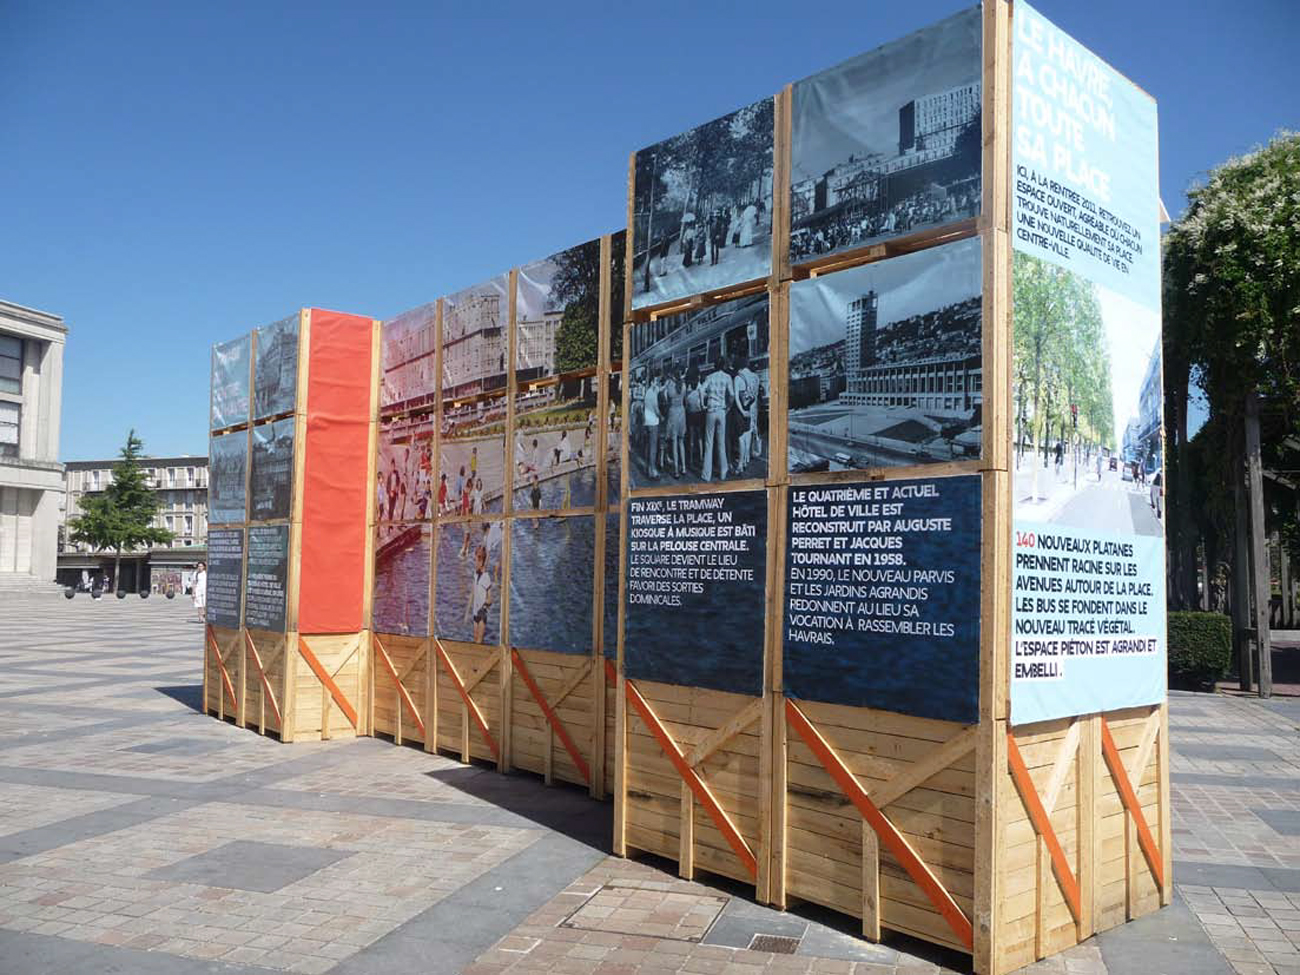 FIN XIXᵉ, LE TRAMWAY
TRAVERSE LA PLACE, UN
KIOSQUE À MUSIQUE EST BÂTI
SUR LA PELOUSE CENTRALE.
LE SQUARE DEVIENT LE LIEU
DE RENCONTRE ET DE DÉTENTE
FAVORI DES SORTIES
DOMINICALES.
LE QUATRIÈME ET ACTUEL
HÔTEL DE VILLE EST
RECONSTRUIT PAR AUGUSTE
PERRET ET JACQUES
TOURNANT EN 1958.
EN 1990, LE NOUVEAU PARVIS
ET LES JARDINS AGRANDIS
REDONNENT AU LIEU SA
VOCATION À RASSEMBLER LES
HAVRAIS.
LE HAVRE,
A CHACUN
TOUTE
SA PLACE
ICI, À LA RENTRÉE 2011, RETROUVEZ UN
ESPACE OUVERT, AGRÉABLE OÙ CHACUN
TROUVE NATURELLEMENT SA PLACE
UNE NOUVELLE QUALITÉ DE VIE EN
CENTRE-VILLE.
140 NOUVEAUX PLATANES
PRENNENT RACINE SUR LES
AVENUES AUTOUR DE LA PLACE.
LES BUS SE FONDENT DANS LE
NOUVEAU TRACÉ VÉGÉTAL.
L'ESPACE PIÉTON EST AGRANDI ET
EMBELLI.